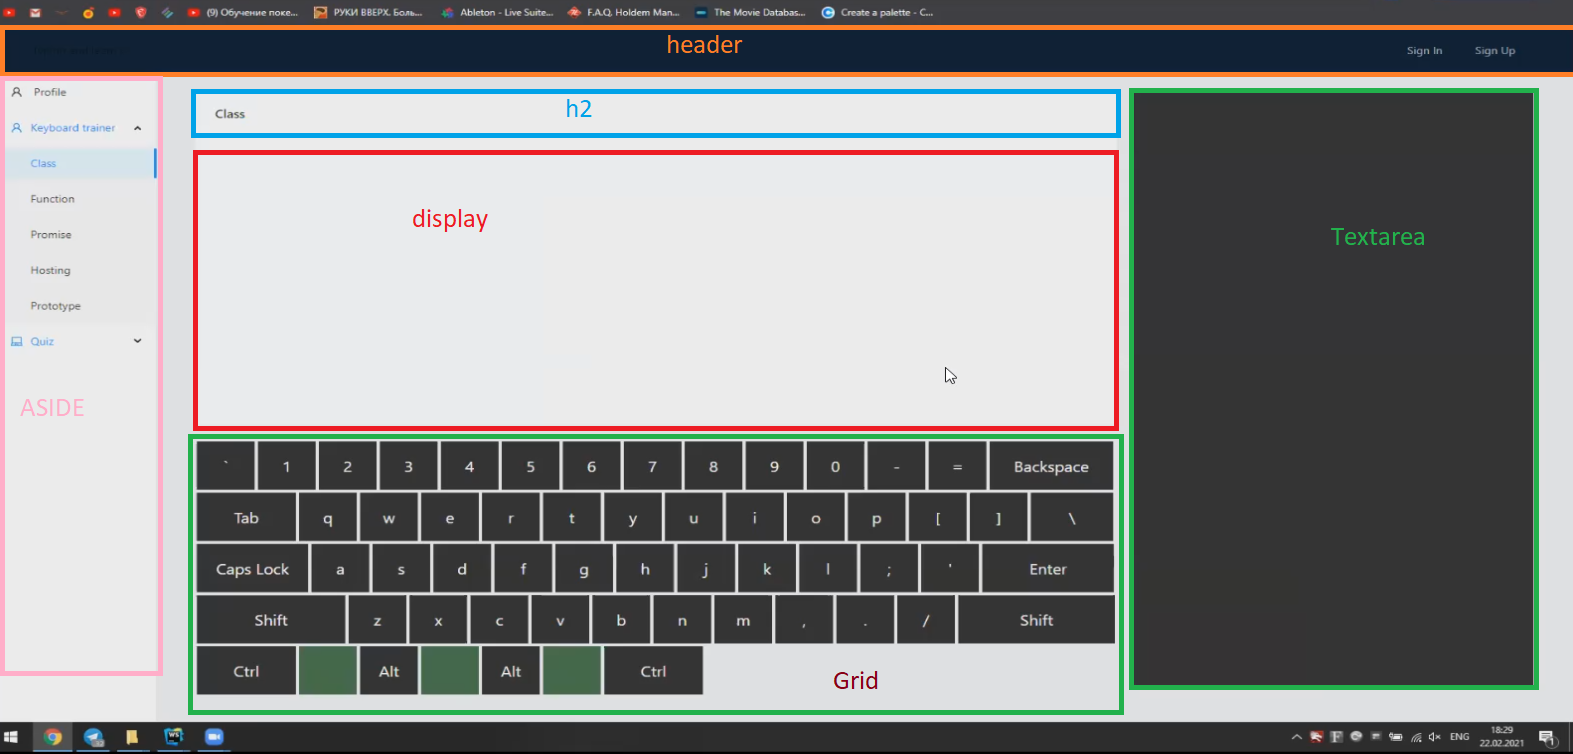 (9) Обучение поке...
РУКИ ВВЕРХ. Боль...
Ableton - Live Suite...
F.A.Q. Holdem Man...
The Movie Databas...
Create a palette - C...
header
Sign In
Sign Up
Profile
Keyboard trainer
Class
Function
Promise
Hosting
Prototype
Quiz
ASIDE
Class
h2
display
Textarea
` 1 2 3 4 5 6 7 8 9 0 - = Backspace
Tab q w e r t y u i o p [ ] \
Caps Lock a s d f g h j k l ; ' Enter
Shift z x c v b n m , . / Shift
Ctrl Alt Alt Ctrl
Grid
ENG
18:29
22.02.2021